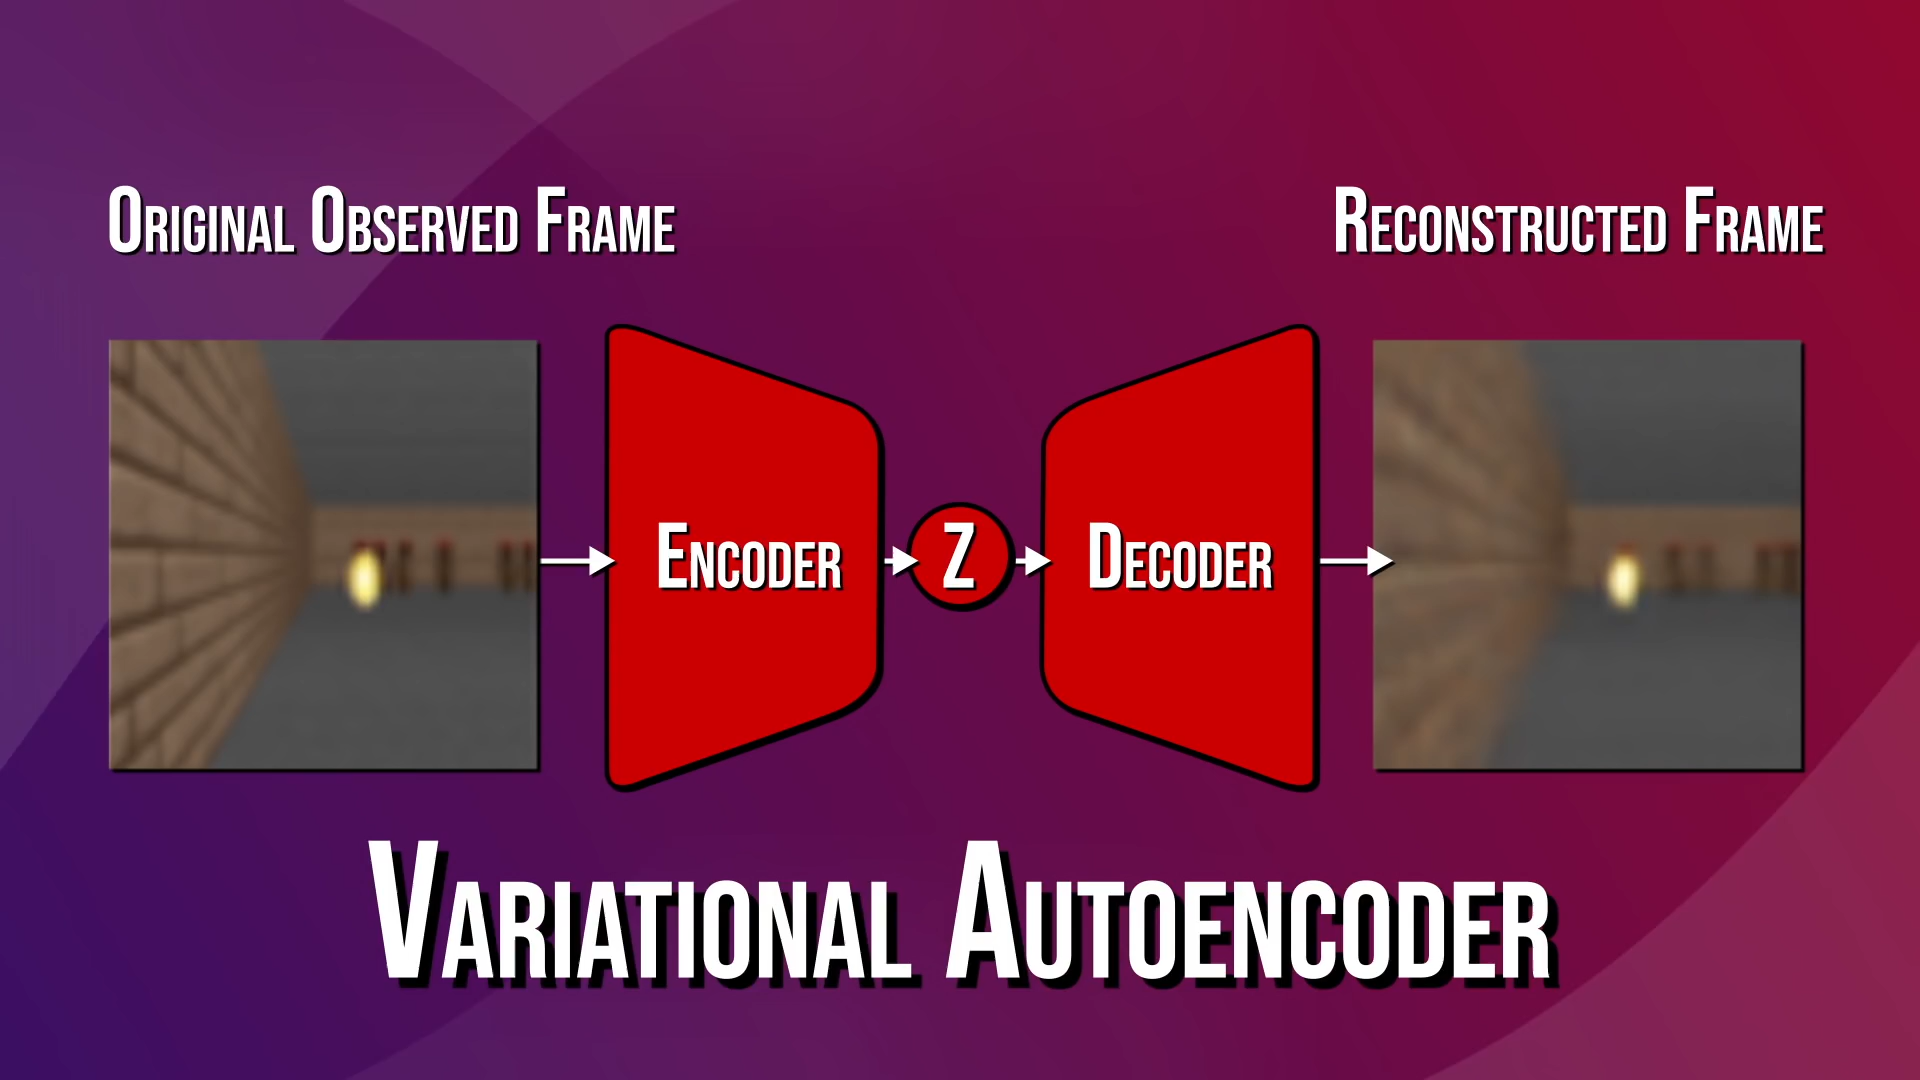 Original Observed Frame
Reconstructed Frame
Encoder
Z
Decoder
Variational Autoencoder